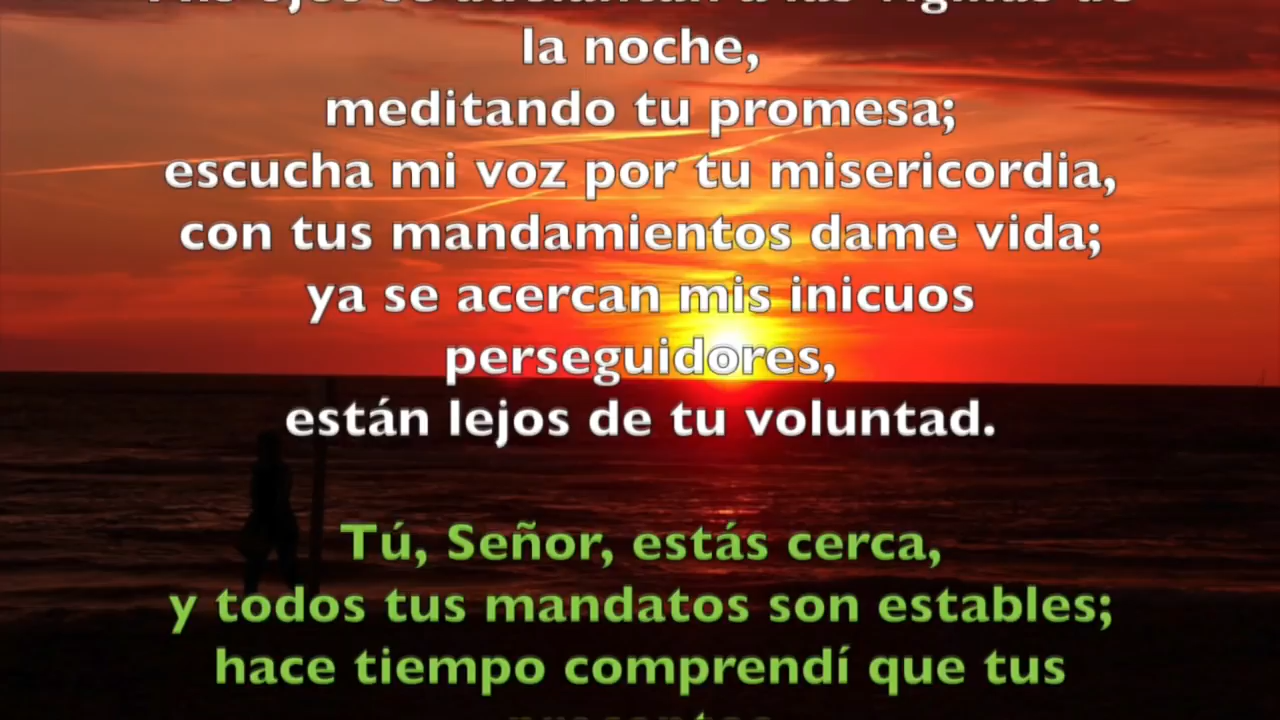 la noche,
meditando tu promesa;
escucha mi voz por tu misericordia,
con tus mandamientos dame vida;
ya se acercan mis inicuos
perseguidores,
están lejos de tu voluntad.
Tú, Señor, estás cerca,
y todos tus mandatos son estables;
hace tiempo comprendí que tus